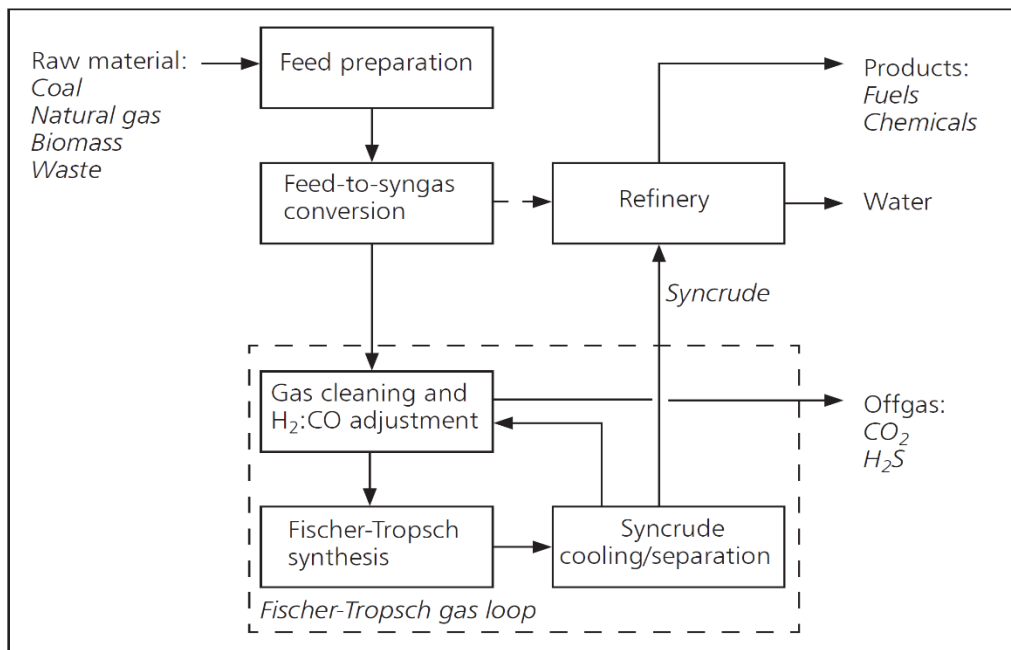 Raw material:
Coal
Natural gas
Biomass
Waste
Feed preparation
Products:
Fuels
Chemicals
Feed-to-syngas
conversion
Refinery
Water
Syncrude
Gas cleaning and
H₂:CO adjustment
Offgas:
CO₂
H₂S
Fischer-Tropsch
synthesis
Syncrude
cooling/separation
Fischer-Tropsch gas loop